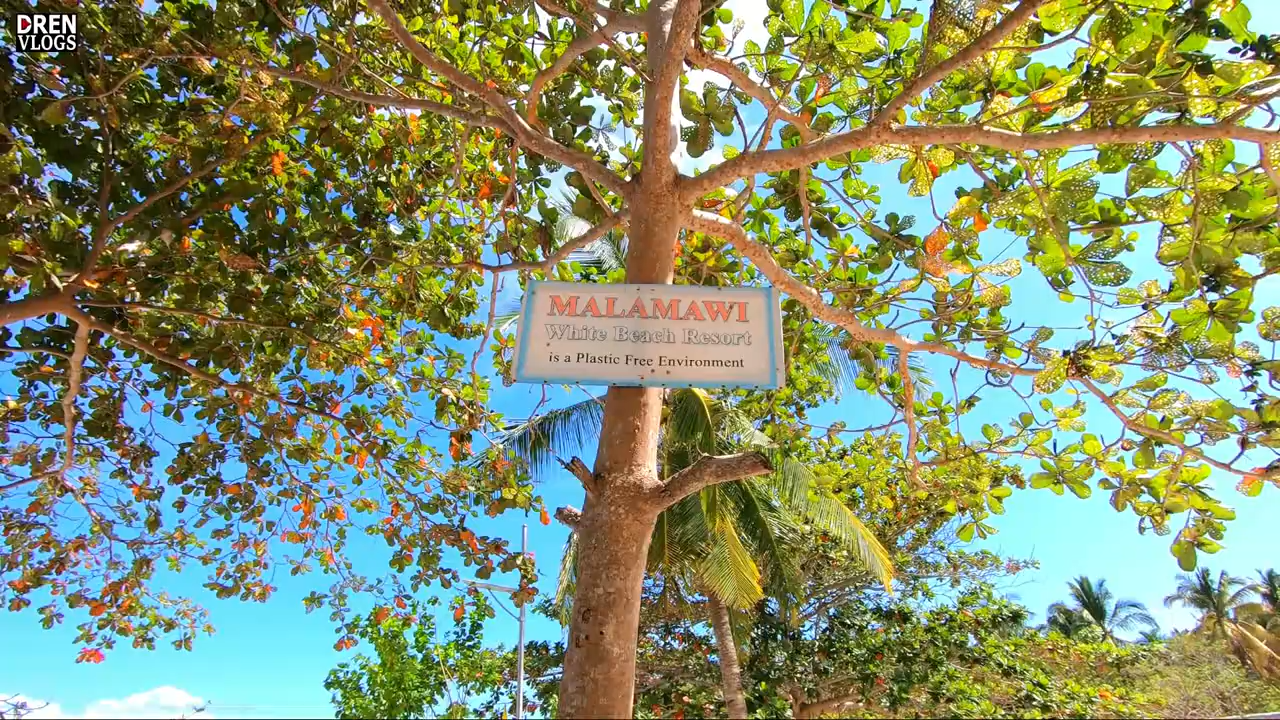 DREN
VLOGS
MALAMAWI
White Beach Resort
is a Plastic Free Environment